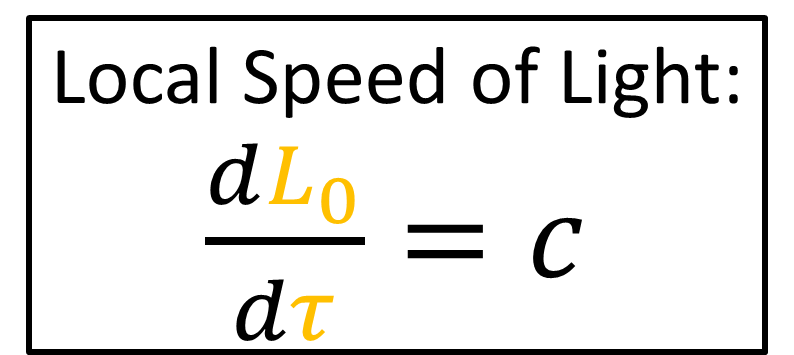 Local Speed of Light:
dL₀
dτ
= c